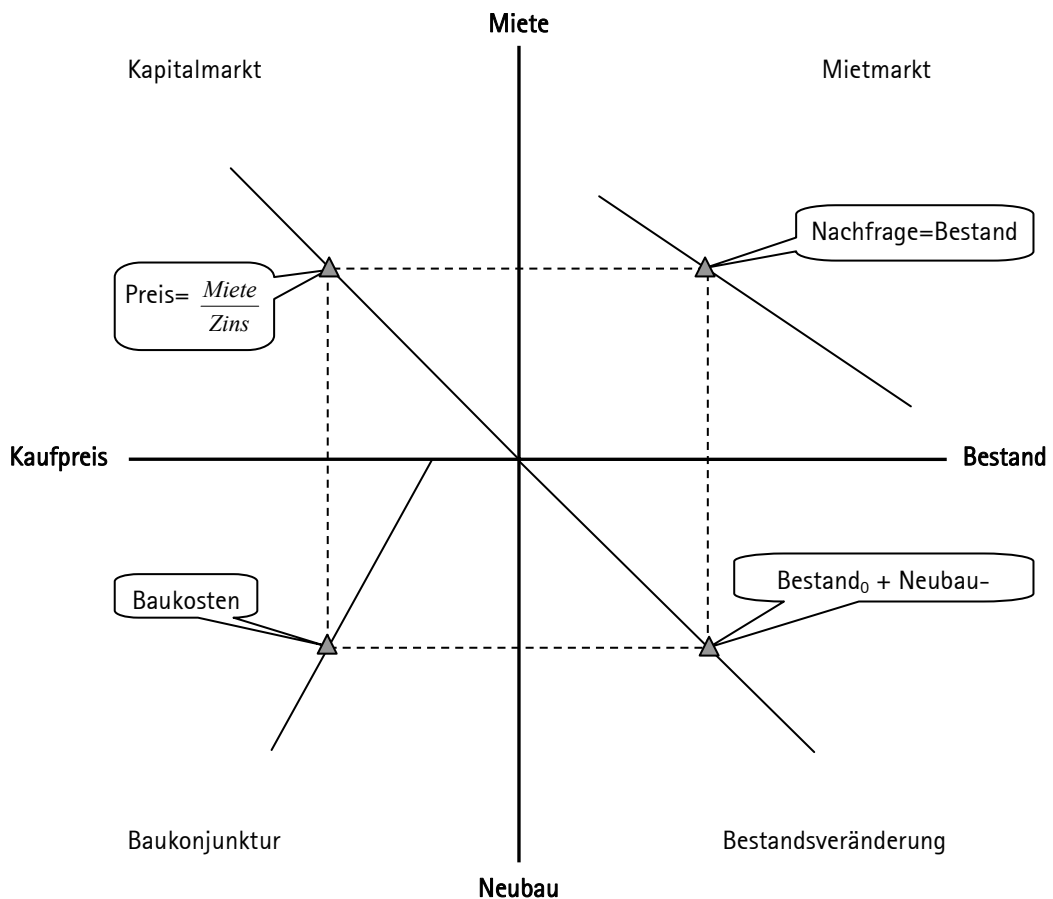 Miete
Kapitalmarkt
Mietmarkt
Nachfrage=Bestand
Preis= Miete
Zins
Kaufpreis
Bestand
Baukosten
Bestand₀ + Neubau-
Baukonjunktur
Bestandsveränderung
Neubau